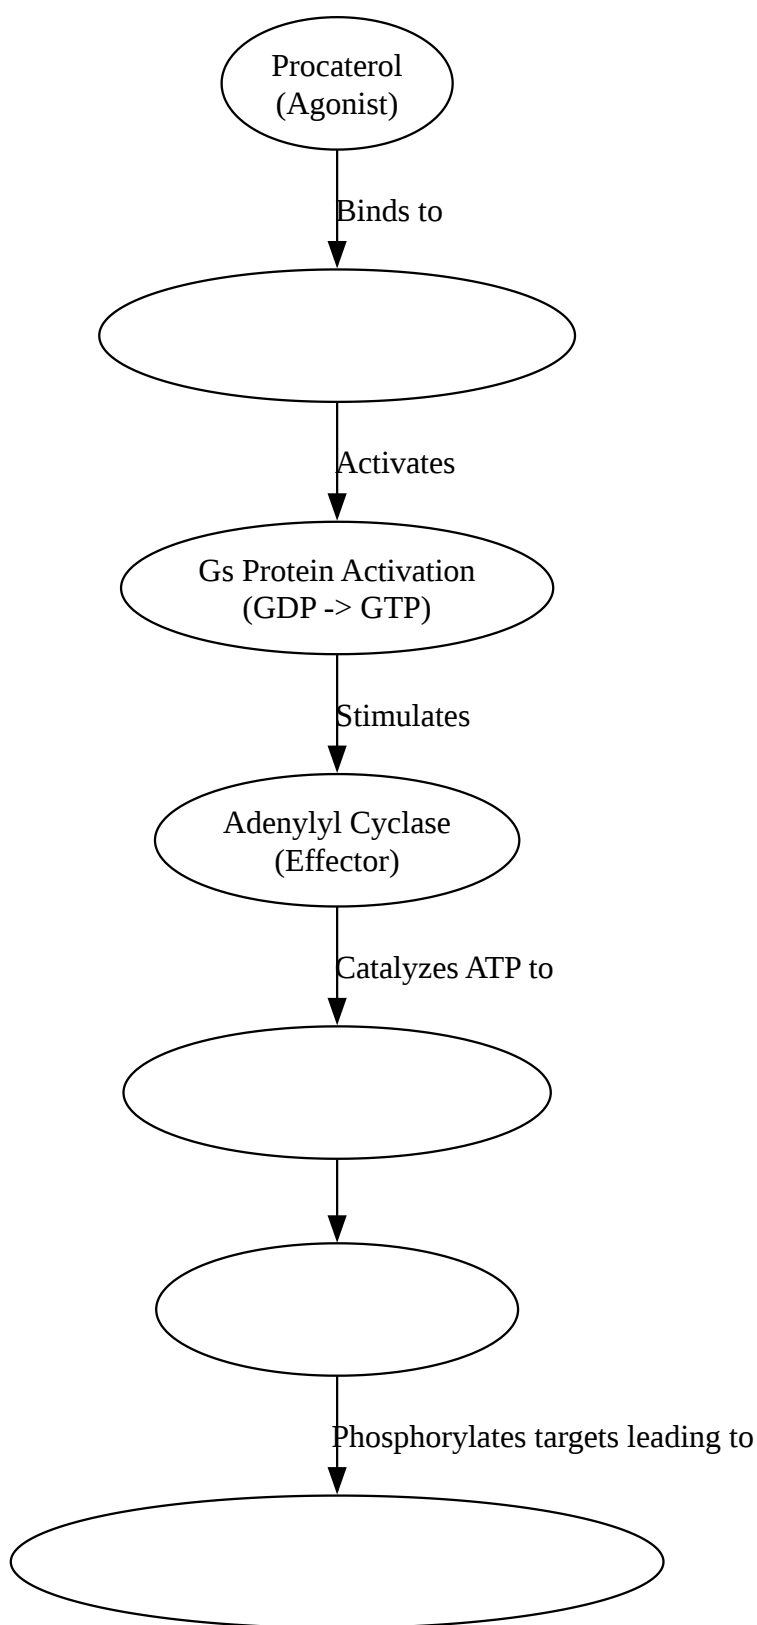 Procaterol
(Agonist)
Binds to
Activates
Gs Protein Activation
(GDP -> GTP)
Stimulates
Adenylyl Cyclase
(Effector)
Catalyzes ATP to
Phosphorylates targets leading to